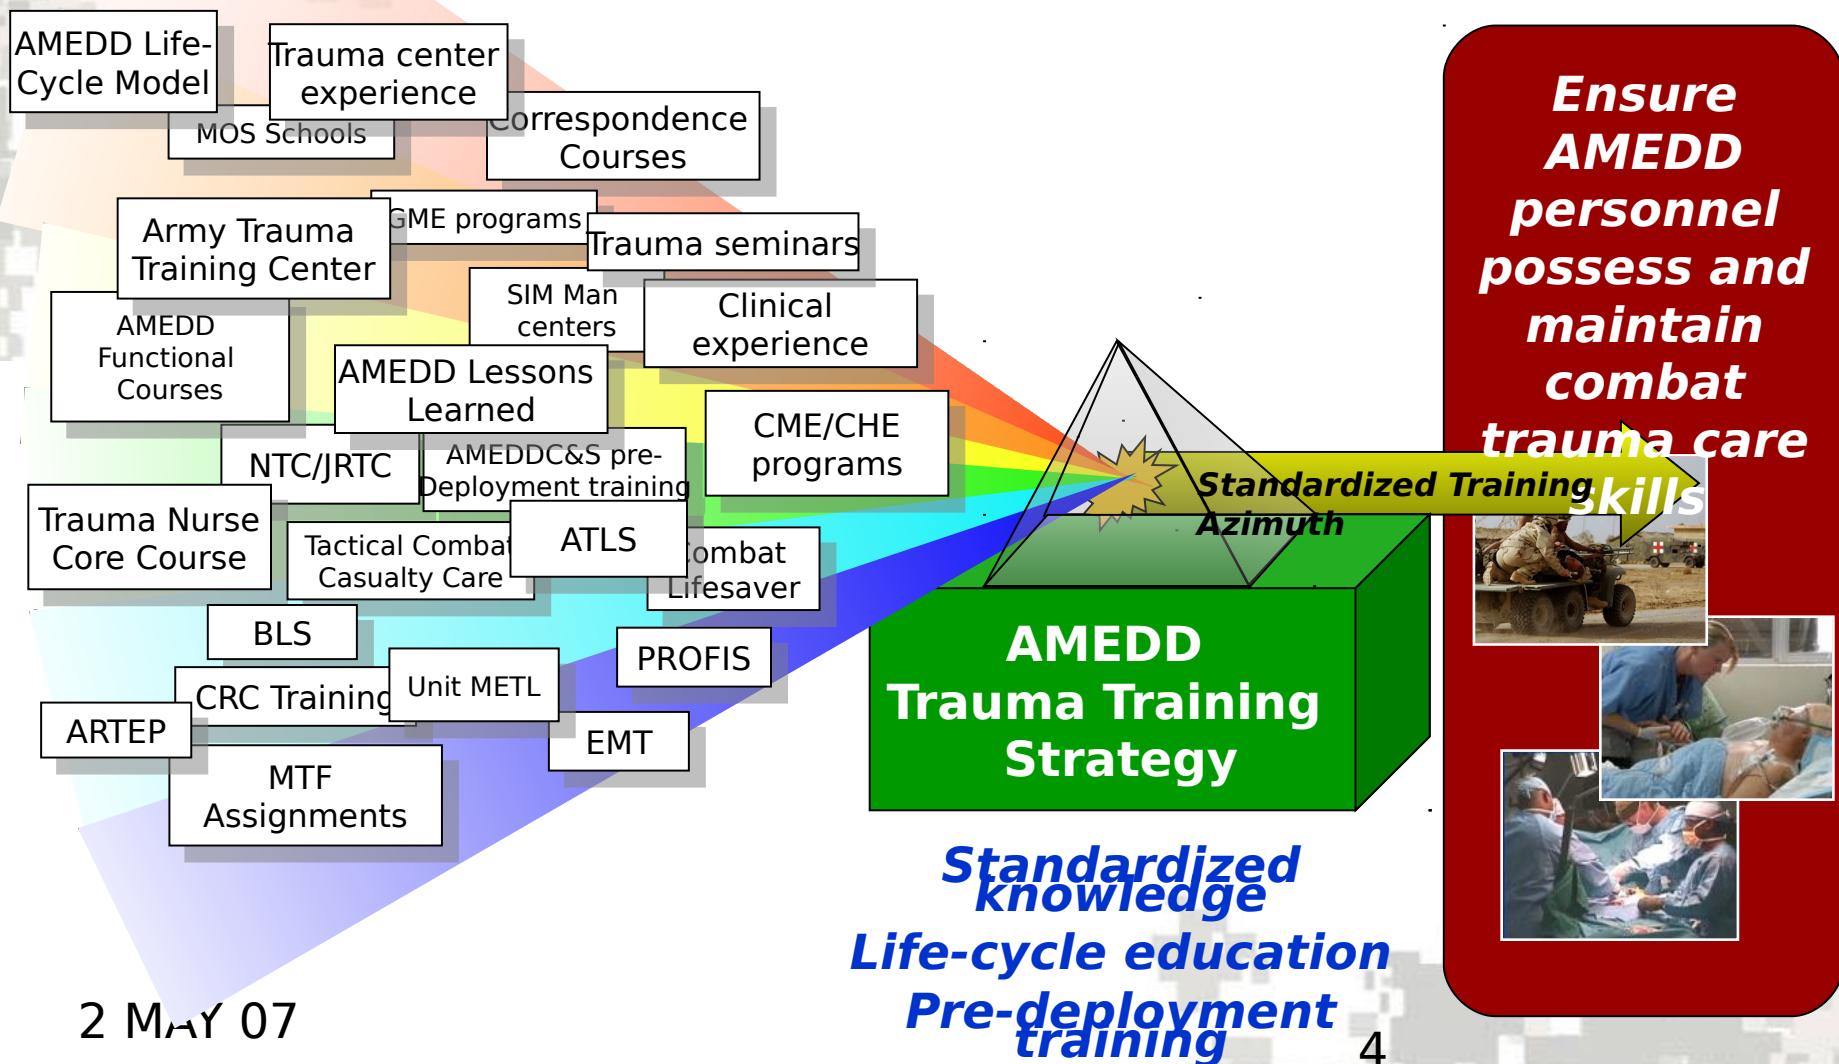 AMEDD Life-
Cycle Model
Trauma center
experience
MOS Schools
Correspondence
Courses
GME programs
Army Trauma
Training Center
Trauma seminars
SIM Man
centers
Clinical
experience
AMEDD
Functional
Courses
AMEDD Lessons
Learned
CME/CHE
programs
NTC/JRTC
AMEDDC&S pre-
Deployment training
Trauma Nurse
Core Course
Tactical Combat
Casualty Care
ATLS
Combat
Lifesaver
BLS
PROFIS
CRC Training
Unit METL
ARTEP
EMT
MTF
Assignments
Standardized Training
Azimuth
AMEDD
Trauma Training
Strategy
Standardized
knowledge
Life-cycle education
Pre-deployment
training
Ensure
AMEDD
personnel
possess and
maintain
combat
trauma care
skills
2 MAY 07
4